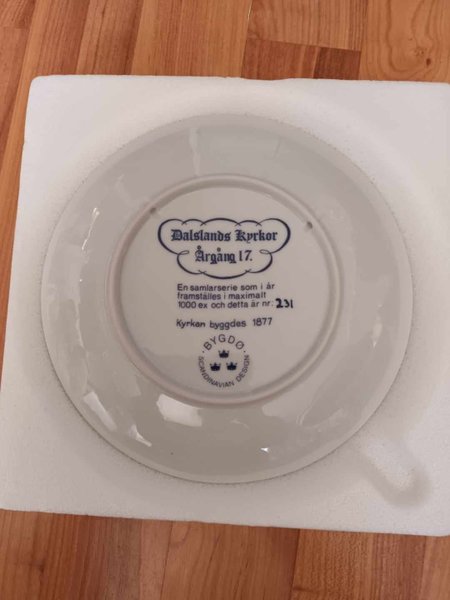 Dalslands Kyrkor
Årgång 17.
En samlarserie som i år
framställes i maximalt
1000 ex och detta är nr: 231
Kyrkan byggdes 1877
· BYGDØ ·
SCANDINAVIAN DESIGN